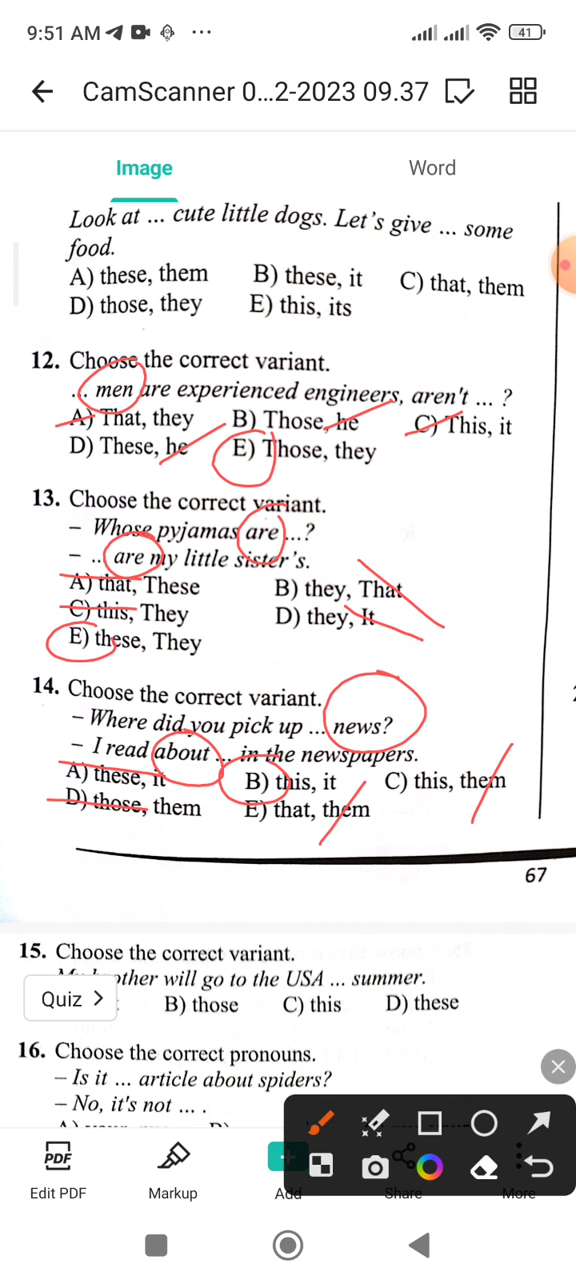 9:51 AM ...
41
CamScanner 0...2-2023 09.37
Image Word
Look at ... cute little dogs. Let's give ... some
food.
A) these, them B) these, it C) that, them
D) those, they E) this, its
12. Choose the correct variant.
... men are experienced engineers, aren't ... ?
A) That, they B) Those, he C) This, it
D) These, he E) Those, they
13. Choose the correct variant.
– Whose pyjamas are ...?
– ... are my little sister's.
A) that, These B) they, That
C) this, They D) they, It
E) these, They
14. Choose the correct variant.
– Where did you pick up ... news?
– I read about ... in the newspapers.
A) these, it B) this, it C) this, them
D) those, them E) that, them
67
15. Choose the correct variant.
will go to the USA ... summer.
Quiz >
B) those C) this D) these
16. Choose the correct pronouns.
– Is it ... article about spiders?
– No, it's not ... .
PDF
Edit PDF Markup Add Share More